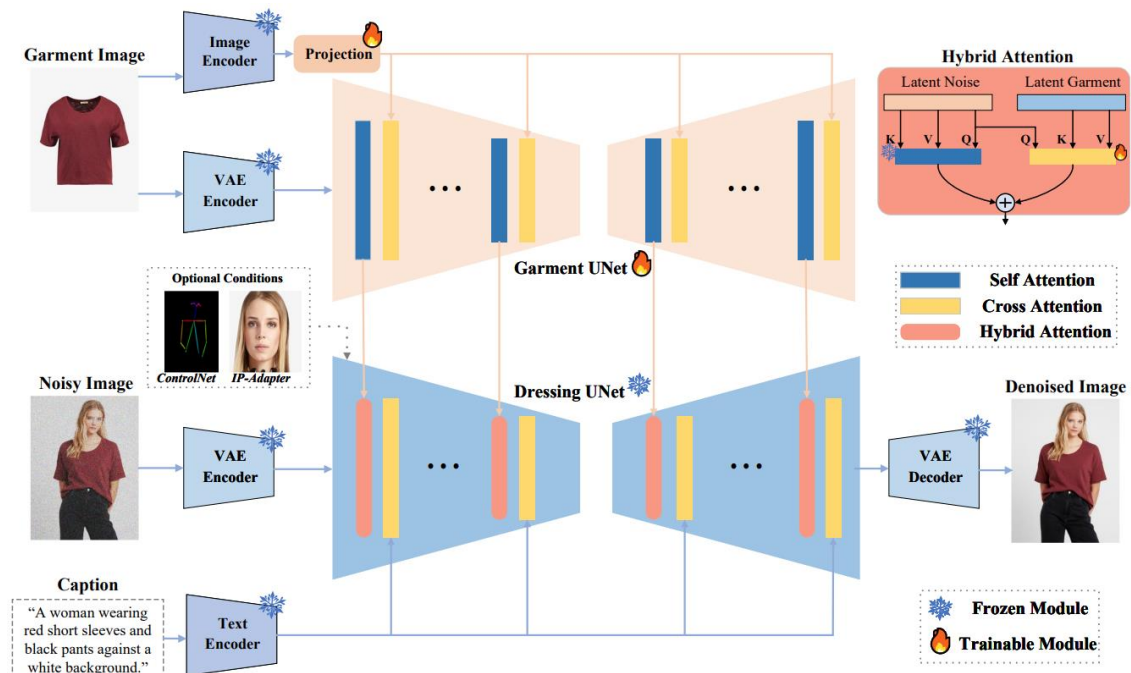 Garment Image
Image
Encoder
Projection
VAE
Encoder
Garment UNet
Hybrid Attention
Latent Noise
Latent Garment
K
V
Q
Q
K
V
Self Attention
Cross Attention
Hybrid Attention
Optional Conditions
ControlNet
IP-Adapter
Noisy Image
VAE
Encoder
Dressing UNet
VAE
Decoder
Denoised Image
Caption
“A woman wearing
red short sleeves and
black pants against a
white background.”
Text
Encoder
Frozen Module
Trainable Module